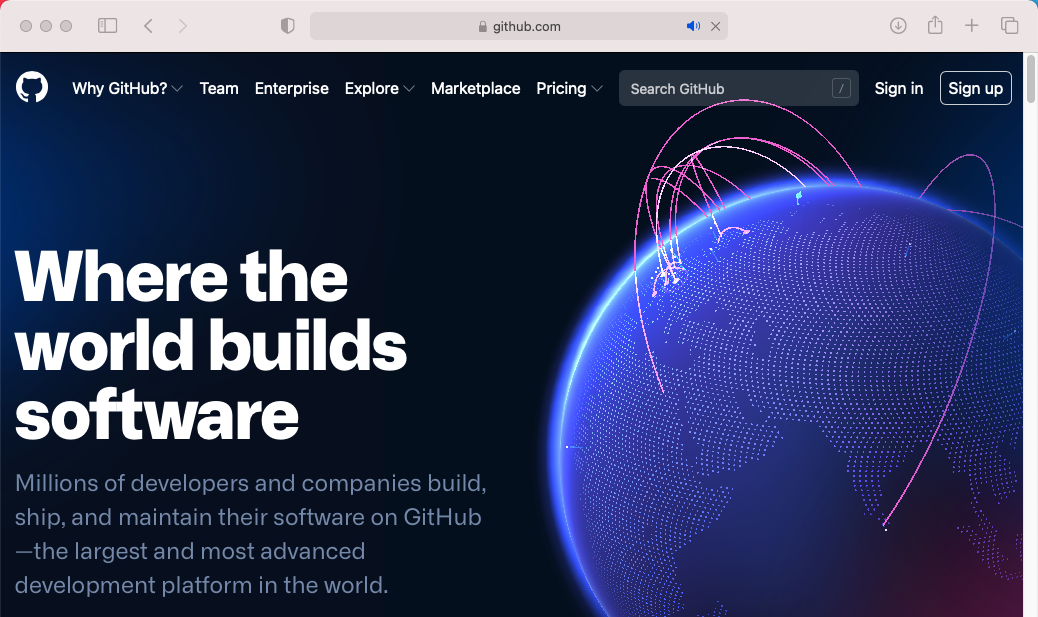 github.com
Why GitHub? Team Enterprise Explore Marketplace Pricing Search GitHub / Sign in Sign up
Where the
world builds
software
Millions of developers and companies build,
ship, and maintain their software on GitHub
—the largest and most advanced
development platform in the world.